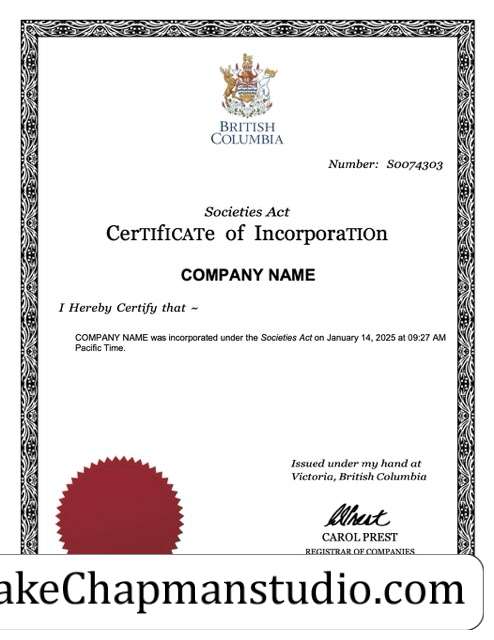 BRITISH
COLUMBIA
Number: S0074303
Societies Act
CerTIfICATe of IncorporaTIOn
COMPANY NAME
I Hereby Certify that ~
COMPANY NAME was incorporated under the Societies Act on January 14, 2025 at 09:27 AM
Pacific Time.
Issued under my hand at
Victoria, British Columbia
CAROL PREST
REGISTRAR OF COMPANIES
akeChapmanstudio.com